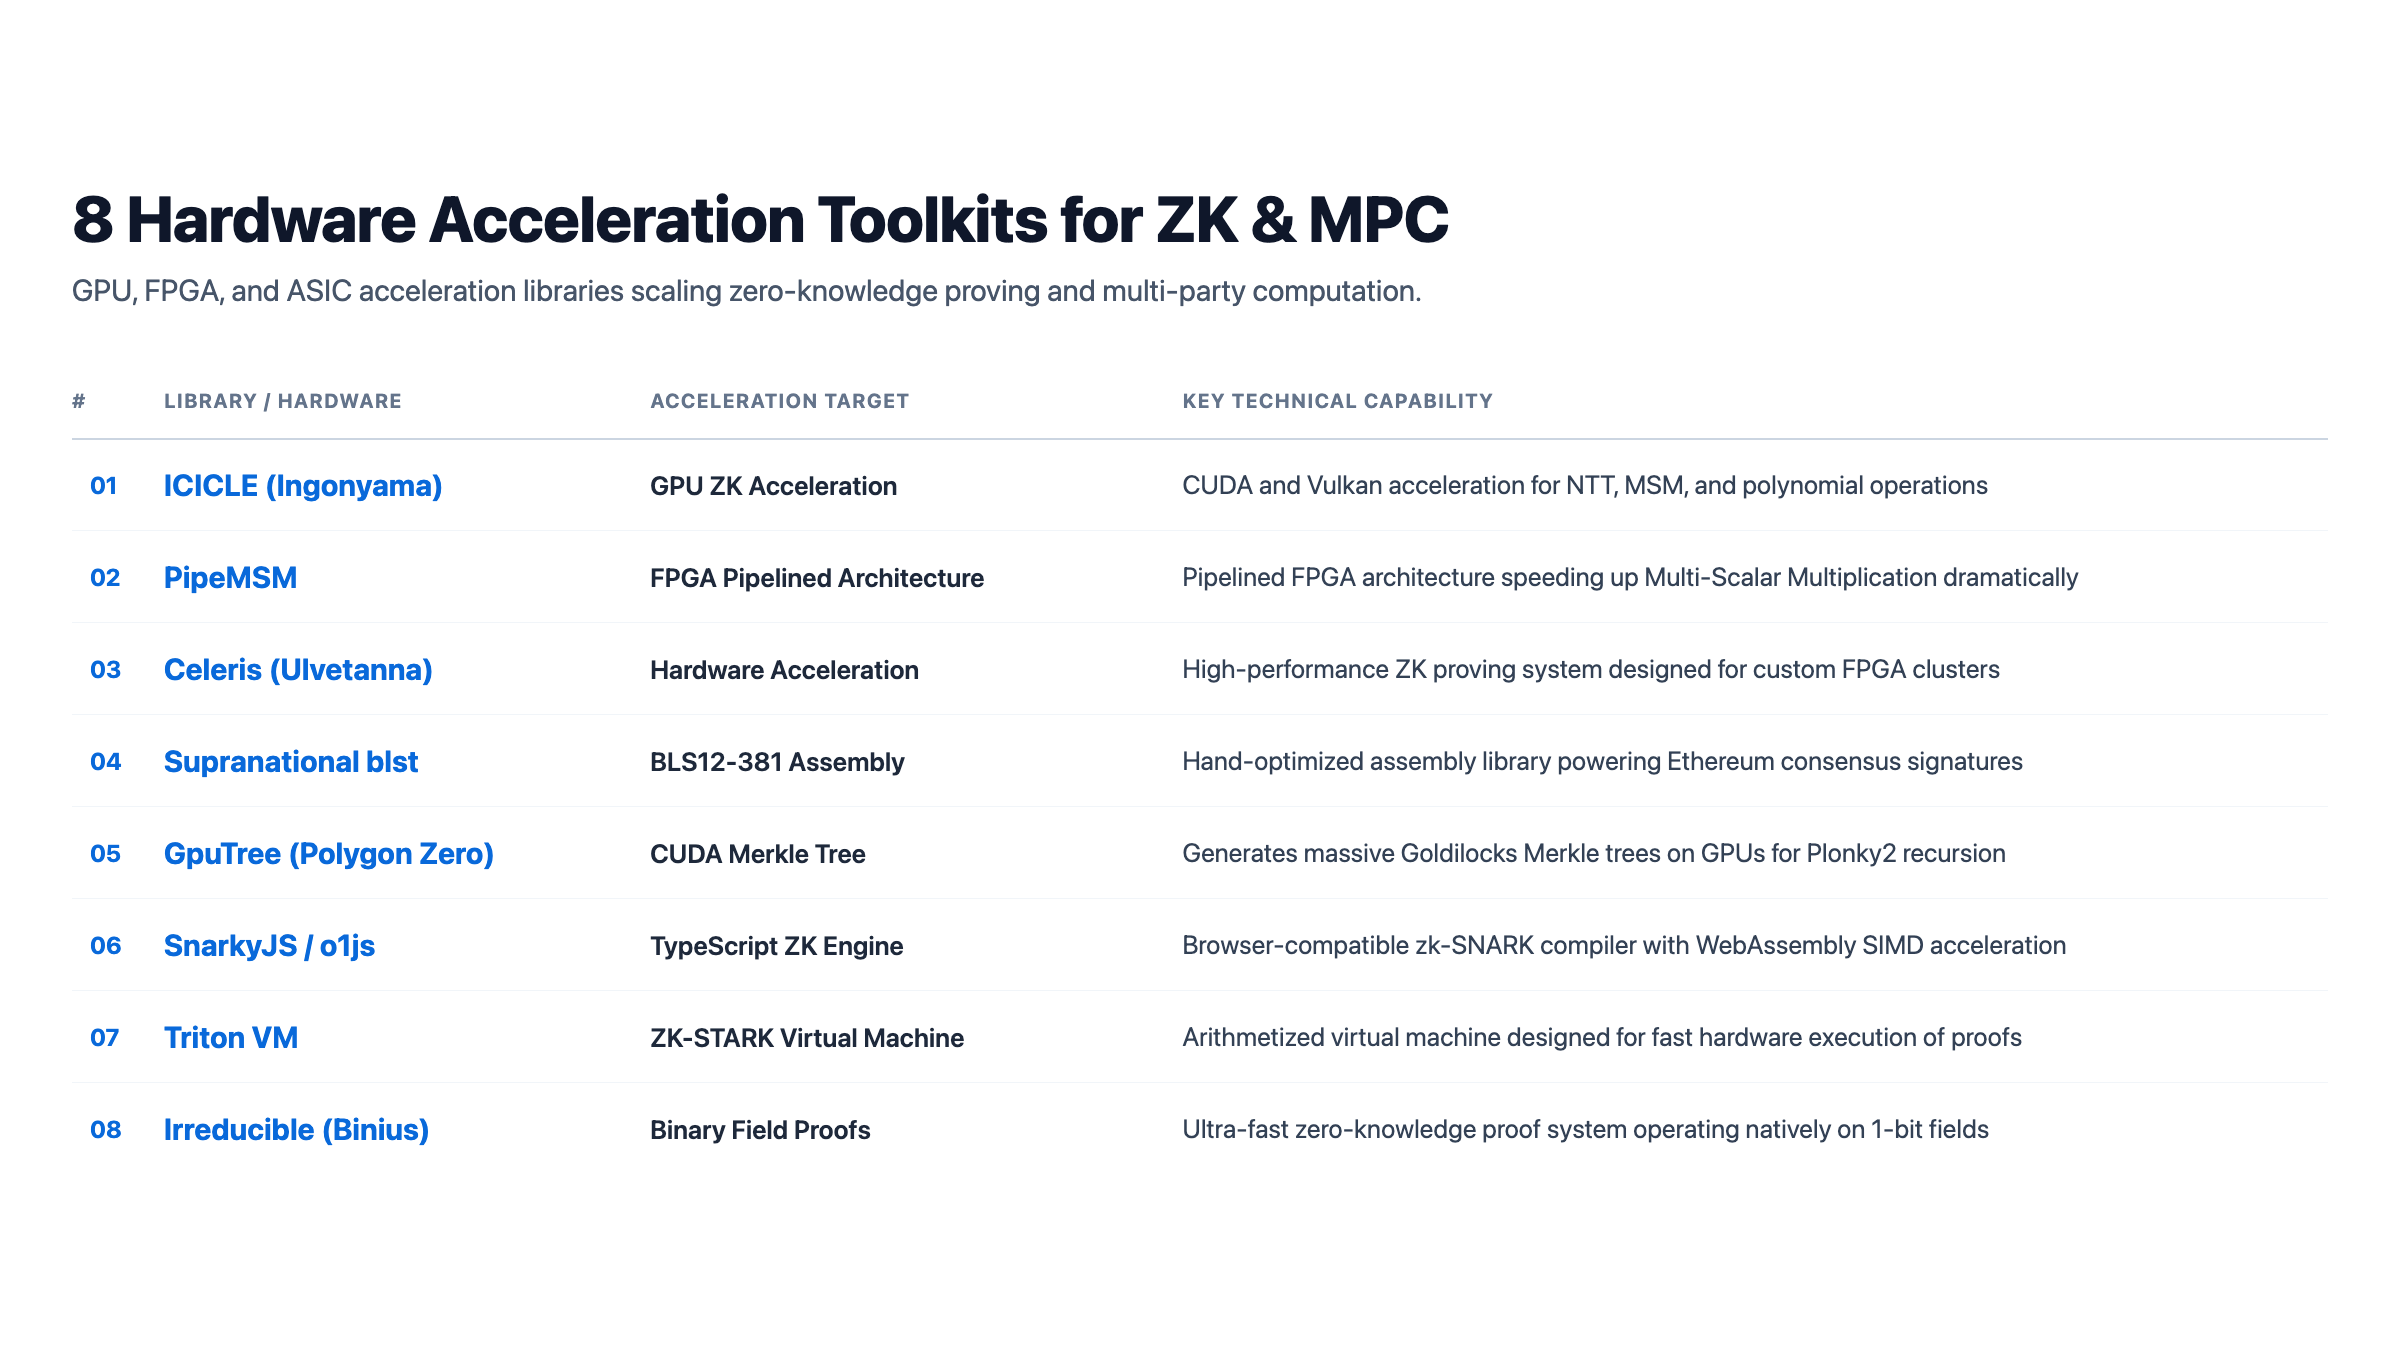 8 Hardware Acceleration Toolkits for ZK & MPC
GPU, FPGA, and ASIC acceleration libraries scaling zero-knowledge proving and multi-party computation.
# LIBRARY / HARDWARE ACCELERATION TARGET KEY TECHNICAL CAPABILITY
01 ICICLE (Ingonyama) GPU ZK Acceleration CUDA and Vulkan acceleration for NTT, MSM, and polynomial operations
02 PipeMSM FPGA Pipelined Architecture Pipelined FPGA architecture speeding up Multi-Scalar Multiplication dramatically
03 Celeris (Ulvetanna) Hardware Acceleration High-performance ZK proving system designed for custom FPGA clusters
04 Supranational blst BLS12-381 Assembly Hand-optimized assembly library powering Ethereum consensus signatures
05 GpuTree (Polygon Zero) CUDA Merkle Tree Generates massive Goldilocks Merkle trees on GPUs for Plonky2 recursion
06 SnarkyJS / o1js TypeScript ZK Engine Browser-compatible zk-SNARK compiler with WebAssembly SIMD acceleration
07 Triton VM ZK-STARK Virtual Machine Arithmetized virtual machine designed for fast hardware execution of proofs
08 Irreducible (Binius) Binary Field Proofs Ultra-fast zero-knowledge proof system operating natively on 1-bit fields